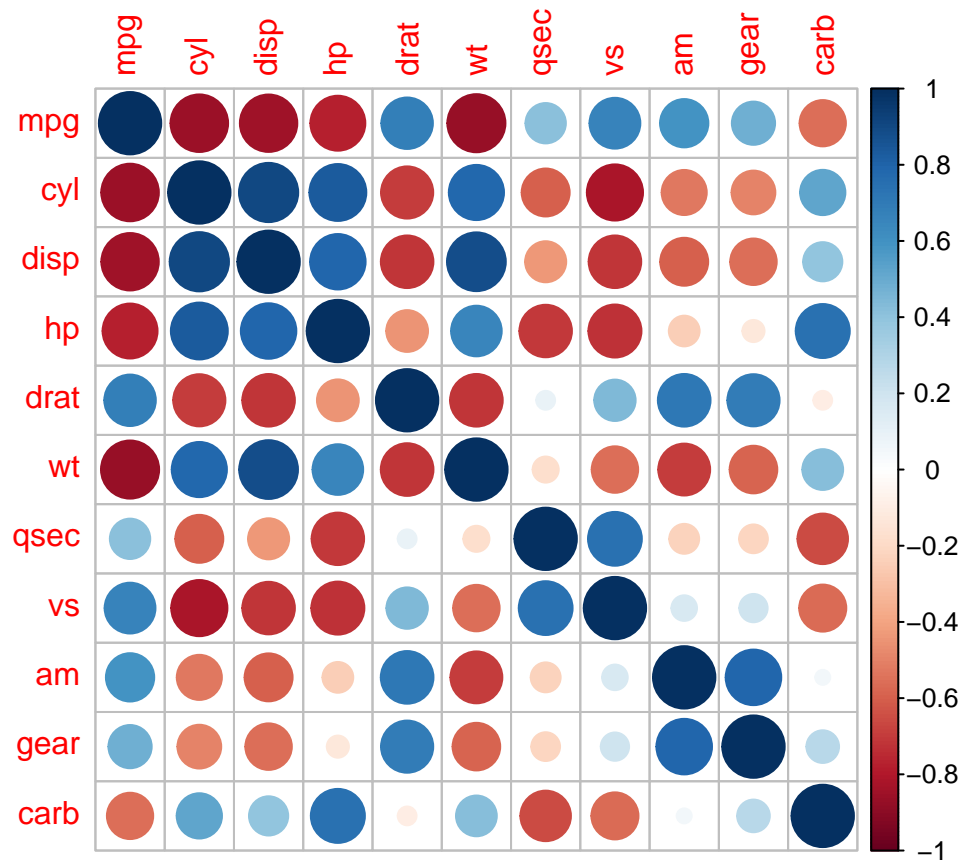 mpg cyl disp hp drat wt qsec vs am gear carb
mpg
cyl
disp
hp
drat
wt
qsec
vs
am
gear
carb
1
0.8
0.6
0.4
0.2
0
−0.2
−0.4
−0.6
−0.8
−1